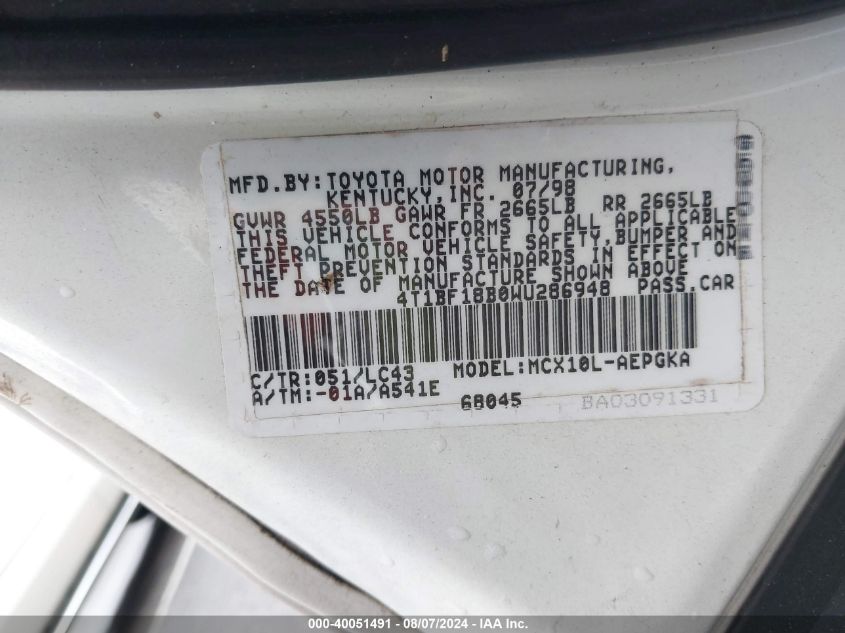 MFD.BY:TOYOTA MOTOR MANUFACTURING,
KENTUCKY,INC. 07/98
GVWR 4550LB GAWR FR 2665LB RR 2665LB
THIS VEHICLE CONFORMS TO ALL APPLICABLE
FEDERAL MOTOR VEHICLE SAFETY,BUMPER AND
THEFT PREVENTION STANDARDS IN EFFECT ON
THE DATE OF MANUFACTURE SHOWN ABOVE
4T1BF18B0WU286948 PASS.CAR
C/TR:051/LC43 MODEL:MCX10L-AEPGKA
A/TM:-01A/A541E
68045 BA03091331
000-40051491 - 08/07/2024 - IAA Inc.